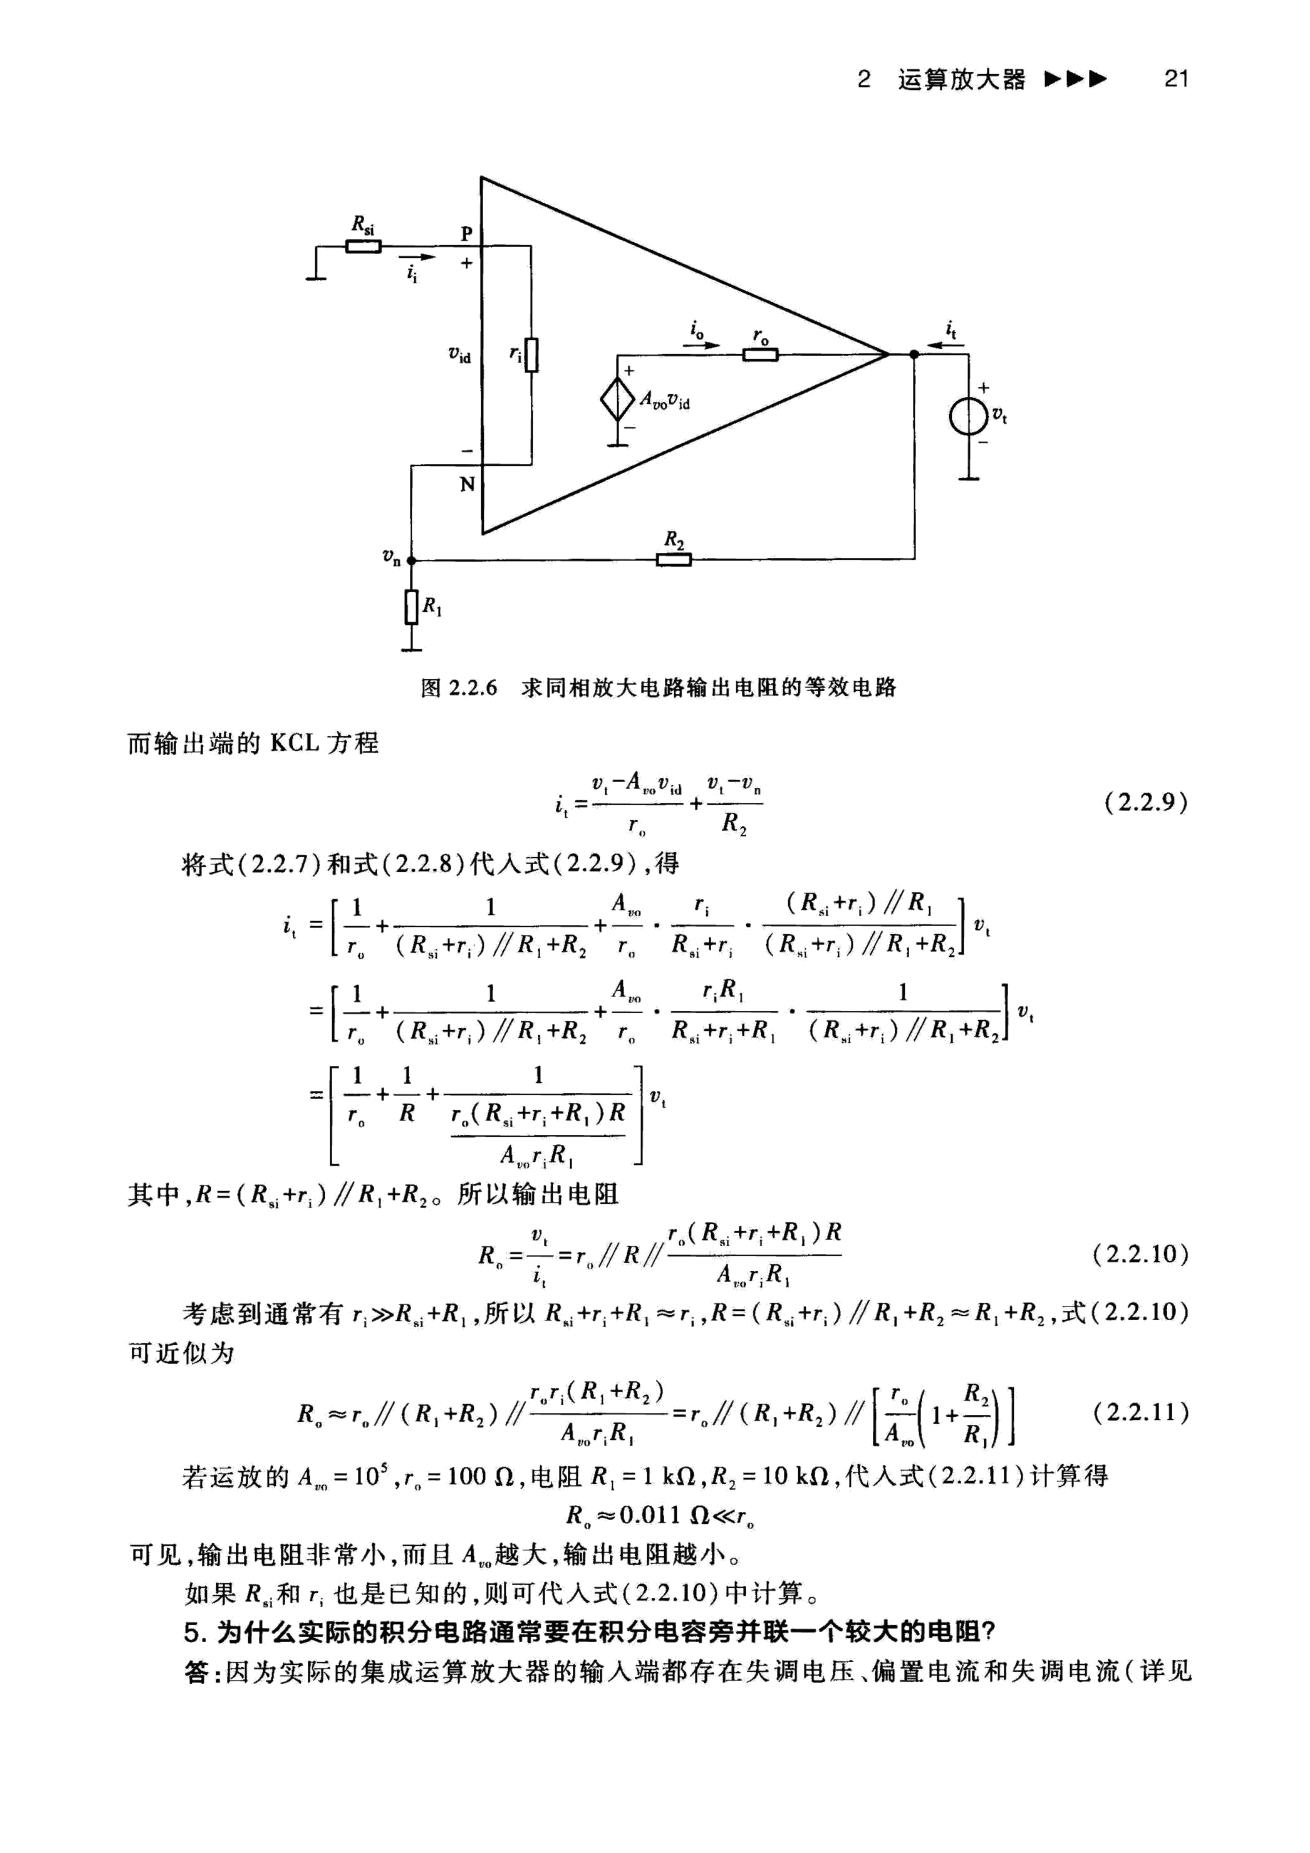 2 运算放大器 ▶▶▶ 21
R_si
P
+
i_i
v_id
r_i
i_o
r_o
i_t
+
A_vo v_id
−
+
v_t
−
−
N
v_n
R_2
R_1
图 2.2.6 求同相放大电路输出电阻的等效电路
而输出端的 KCL 方程
i_t = (v_t − A_vo v_id)/r_o + (v_t − v_n)/R_2 (2.2.9)
将式(2.2.7)和式(2.2.8)代入式(2.2.9),得
i_t = [1/r_o + 1/((R_si+r_i)∥R_1+R_2) + A_vo/r_o · r_i/(R_si+r_i) · ((R_si+r_i)∥R_1)/((R_si+r_i)∥R_1+R_2)] v_t
= [1/r_o + 1/((R_si+r_i)∥R_1+R_2) + A_vo/r_o · r_iR_1/(R_si+r_i+R_1) · 1/((R_si+r_i)∥R_1+R_2)] v_t
= [1/r_o + 1/R + 1/(r_o(R_si+r_i+R_1)R/(A_vo r_iR_1))] v_t
其中,R=(R_si+r_i)∥R_1+R_2。所以输出电阻
R_o = v_t/i_t = r_o∥R∥ r_o(R_si+r_i+R_1)R/(A_vo r_iR_1) (2.2.10)
考虑到通常有 r_i≫R_si+R_1,所以 R_si+r_i+R_1≈r_i,R=(R_si+r_i)∥R_1+R_2≈R_1+R_2,式(2.2.10)
可近似为
R_o≈r_o∥(R_1+R_2)∥ r_o r_i(R_1+R_2)/(A_vo r_iR_1) = r_o∥(R_1+R_2)∥[r_o/A_vo (1+R_2/R_1)] (2.2.11)
若运放的 A_vo=10^5,r_o=100 Ω,电阻 R_1=1 kΩ,R_2=10 kΩ,代入式(2.2.11)计算得
R_o≈0.011 Ω≪r_o
可见,输出电阻非常小,而且 A_vo越大,输出电阻越小。
如果 R_si和 r_i 也是已知的,则可代入式(2.2.10)中计算。
5. 为什么实际的积分电路通常要在积分电容旁并联一个较大的电阻?
答:因为实际的集成运算放大器的输入端都存在失调电压、偏置电流和失调电流(详见